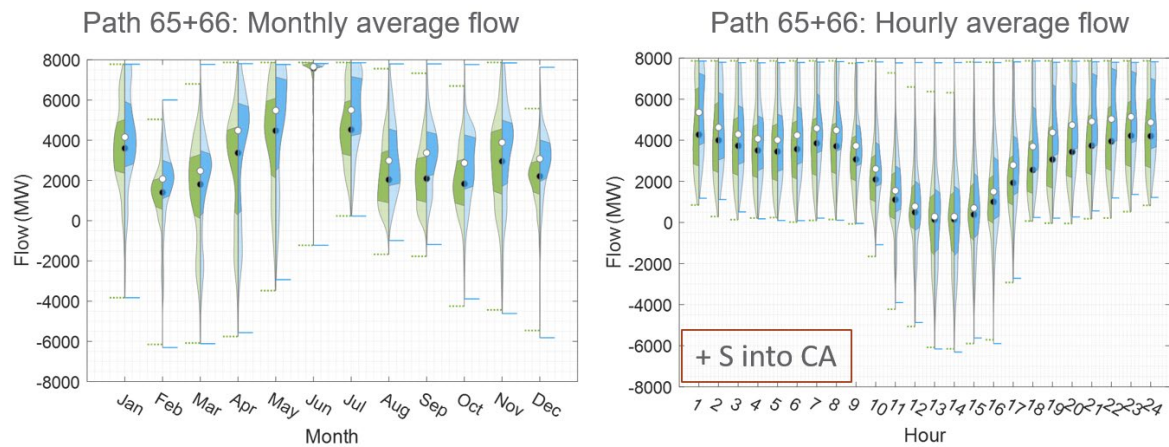 Path 65+66: Monthly average flow
Flow (MW)
8000
6000
4000
2000
0
-2000
-4000
-6000
-8000
Jan Feb Mar Apr May Jun Jul Aug Sep Oct Nov Dec
Month
Path 65+66: Hourly average flow
Flow (MW)
8000
6000
4000
2000
0
-2000
-4000
-6000
-8000
+ S into CA
1 2 3 4 5 6 7 8 9 10 11 12 13 14 15 16 17 18 19 20 21 22 23 24
Hour